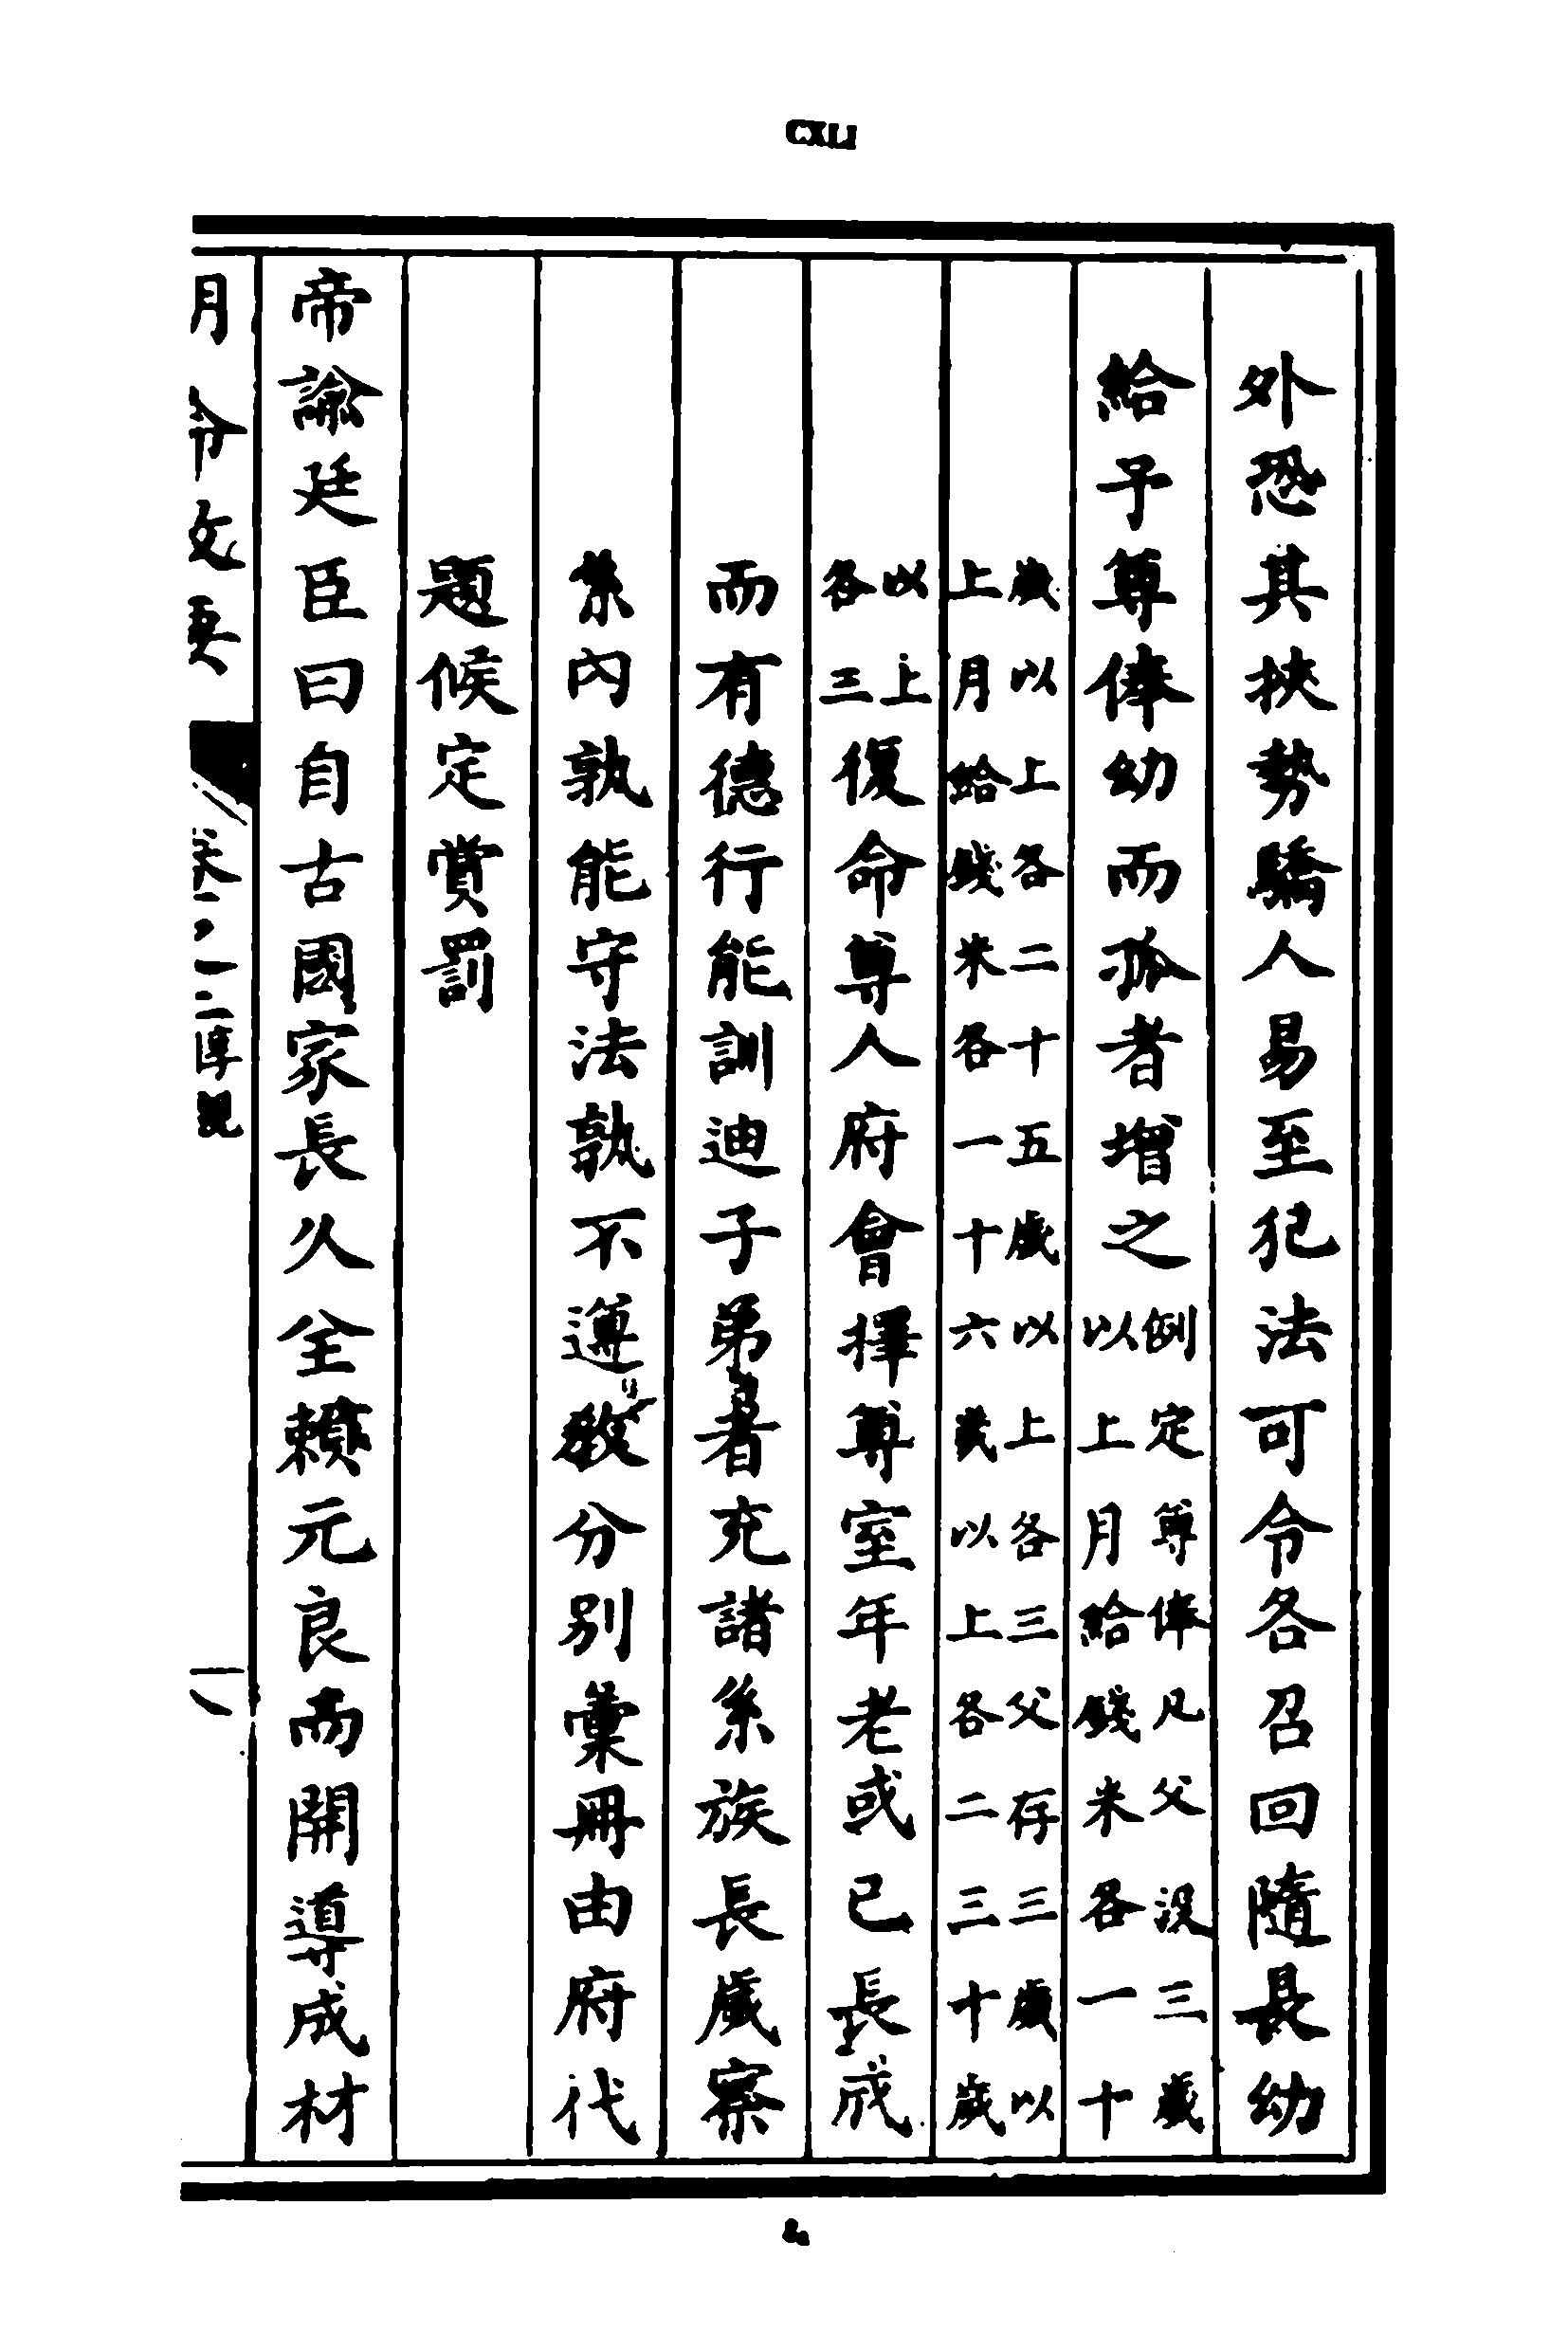 CXLI
外恐其挾勢驕人易至犯法可令各召回隨長幼
給予尊俸幼而孤者增之
例定尊俸凡父沒三歲
以上月給錢米各一十
歲以上各二十五歲以上各三父存三歲以
上月給錢米各一十六歲以上各二三十歲
以上
各三
復命尊人府會擇尊室年老或已長成
而有德行能訓迪子弟者充諸系族長歲察
系內孰能守法孰不遵教分別彙冊由府代
題候定賞罰
帝諭廷臣曰自古國家長久全賴元良而開導成材